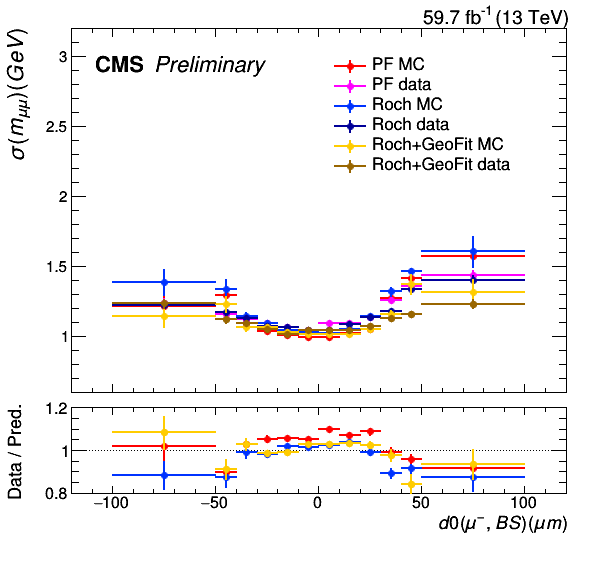 59.7 fb⁻¹ (13 TeV)
CMS Preliminary
σ(m_μμ)(GeV)
PF MC
PF data
Roch MC
Roch data
Roch+GeoFit MC
Roch+GeoFit data
3
2.5
2
1.5
1
Data / Pred.
1.2
1
0.8
−100 −50 0 50 100
d0(μ⁻, BS)(μm)